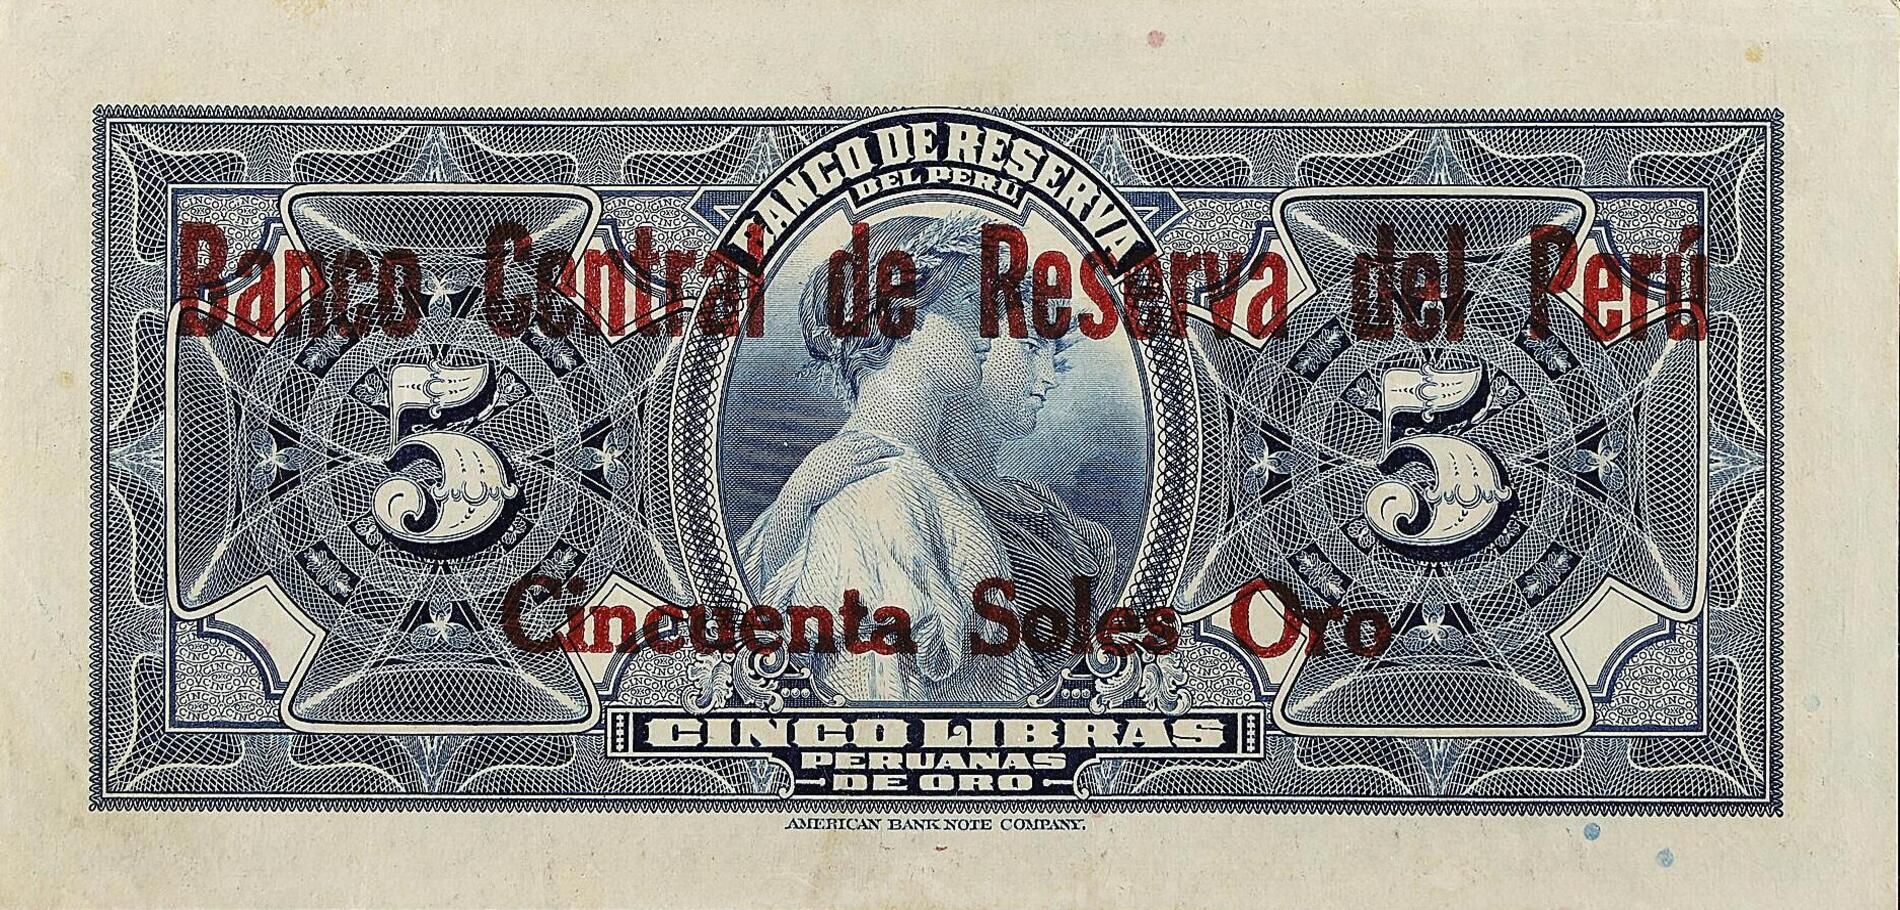 BANCO DE RESERVA
DEL PERU
Banco Central de Reserva del Perú
5 5
Cincuenta Soles Oro
CINCO LIBRAS
PERUANAS
DE ORO
AMERICAN BANK NOTE COMPANY.